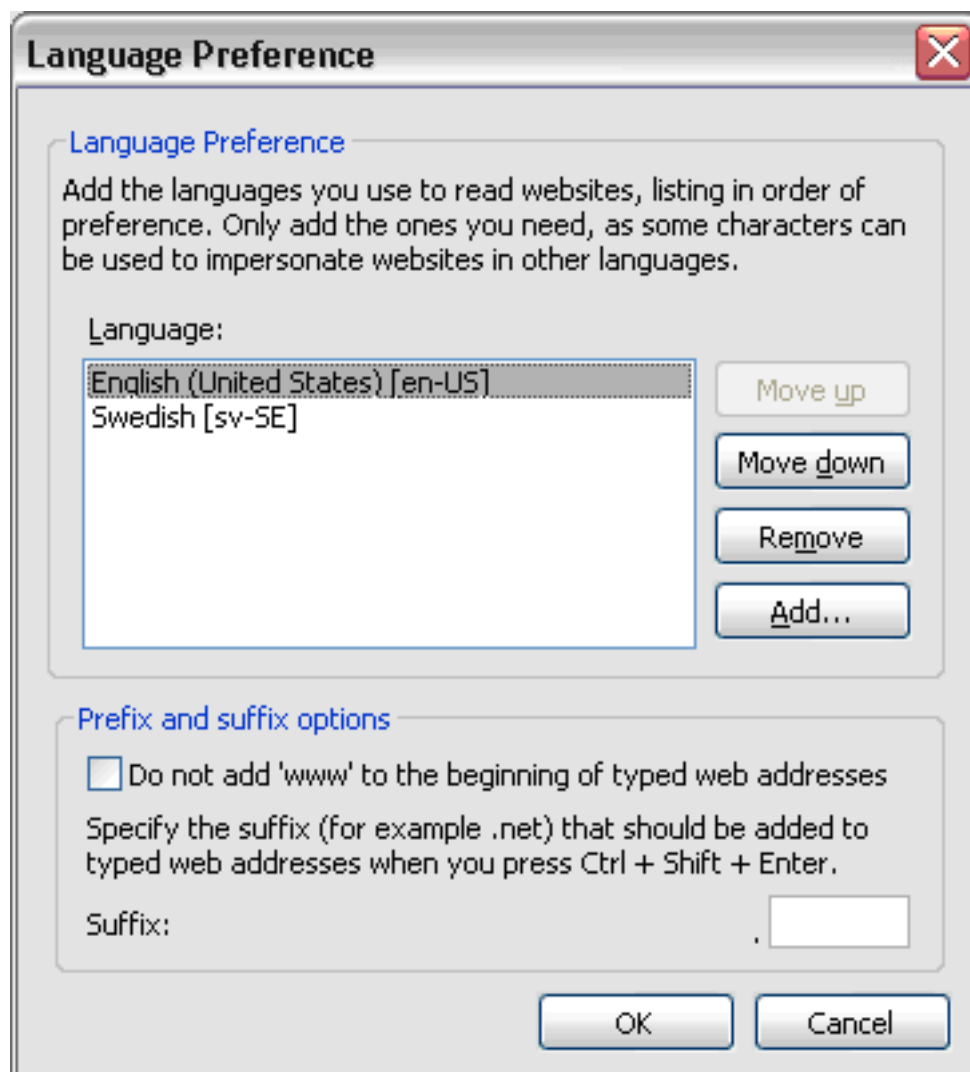 Language Preference
Language Preference
Add the languages you use to read websites, listing in order of
preference. Only add the ones you need, as some characters can
be used to impersonate websites in other languages.
Language:
English (United States) [en-US]
Swedish [sv-SE]
Move up
Move down
Remove
Add...
Prefix and suffix options
Do not add 'www' to the beginning of typed web addresses
Specify the suffix (for example .net) that should be added to
typed web addresses when you press Ctrl + Shift + Enter.
Suffix: .
OK
Cancel